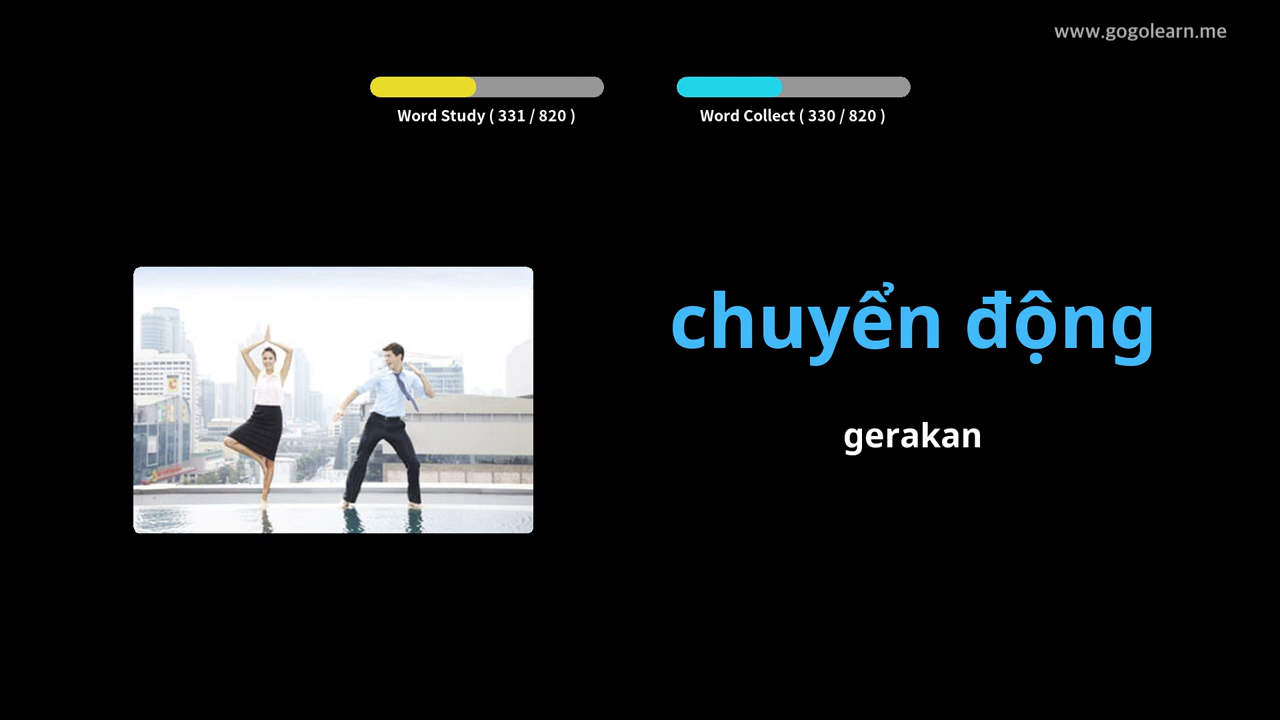 www.gogolearn.me
Word Study ( 331 / 820 )
Word Collect ( 330 / 820 )
chuyển động
gerakan